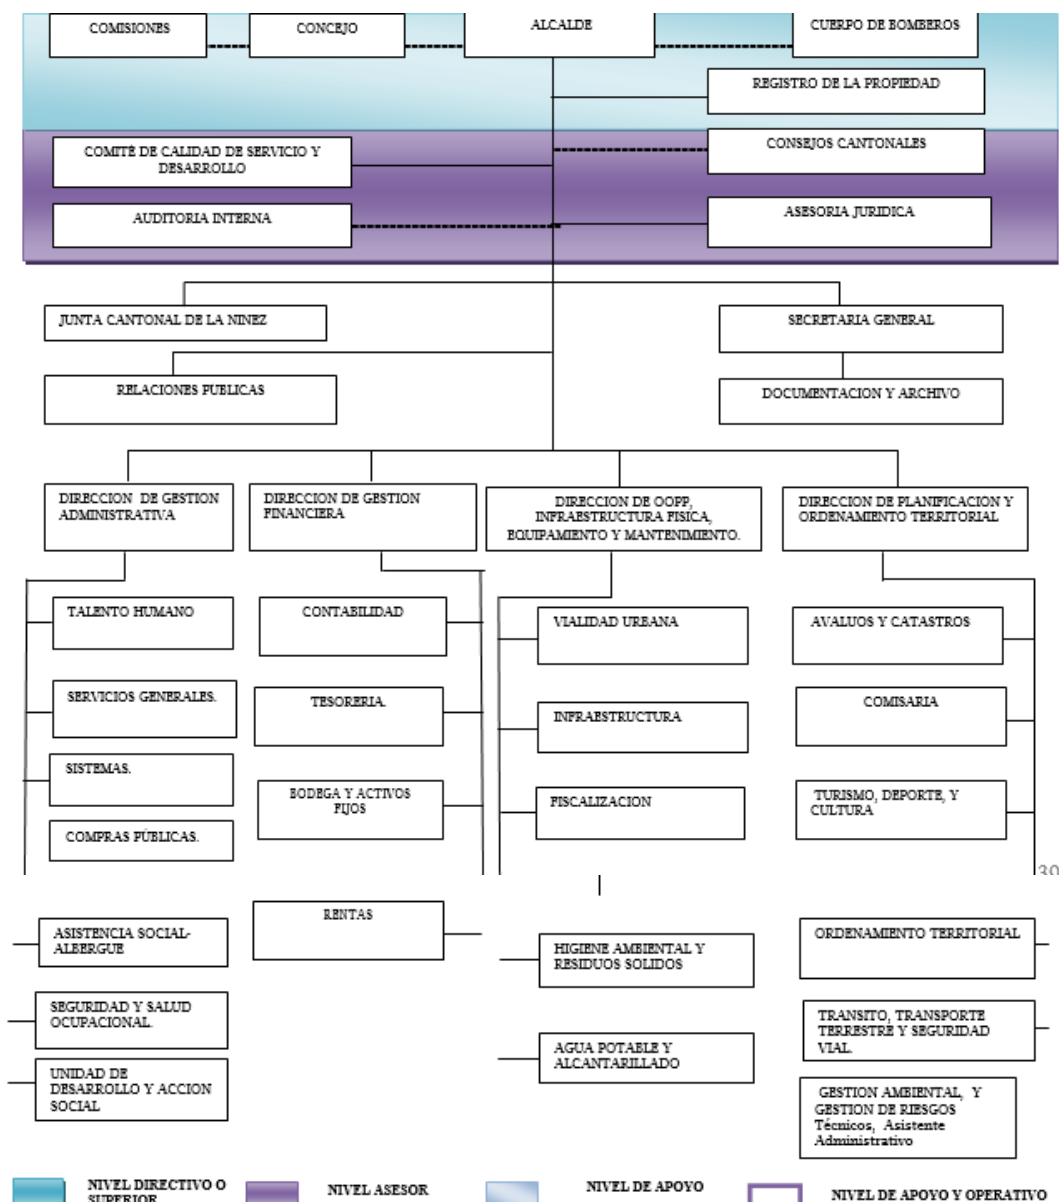 COMISIONES
CONCEJO
ALCALDE
CUERPO DE BOMBEROS
REGISTRO DE LA PROPIEDAD
COMITÉ DE CALIDAD DE SERVICIO Y
DESARROLLO
CONSEJOS CANTONALES
AUDITORIA INTERNA
ASESORIA JURIDICA
JUNTA CANTONAL DE LA NINEZ
SECRETARIA GENERAL
RELACIONES PUBLICAS
DOCUMENTACION Y ARCHIVO
DIRECCION DE GESTION
ADMINISTRATIVA
DIRECCION DE GESTION
FINANCIERA
DIRECCION DE OOPP,
INFRAESTRUCTURA FISICA,
EQUIPAMIENTO Y MANTENIMIENTO.
DIRECCION DE PLANIFICACION Y
ORDENAMIENTO TERRITORIAL
TALENTO HUMANO
CONTABILIDAD
VIALIDAD URBANA
AVALUOS Y CATASTROS
SERVICIOS GENERALES.
TESORERIA.
INFRAESTRUCTURA
COMISARIA
SISTEMAS.
BODEGA Y ACTIVOS
FIJOS
FISCALIZACION
TURISMO, DEPORTE, Y
CULTURA
COMPRAS PÚBLICAS.
39
ASISTENCIA SOCIAL-
ALBERGUE
RENTAS
HIGIENE AMBIENTAL Y
RESIDUOS SOLIDOS
ORDENAMIENTO TERRITORIAL
SEGURIDAD Y SALUD
OCUPACIONAL.
AGUA POTABLE Y
ALCANTARILLADO
TRANSITO, TRANSPORTE
TERRESTRE Y SEGURIDAD
VIAL.
UNIDAD DE
DESARROLLO Y ACCION
SOCIAL
GESTION AMBIENTAL, Y
GESTION DE RIESGOS
Técnicos, Asistente
Administrativo
NIVEL DIRECTIVO O
SUPERIOR
NIVEL ASESOR
NIVEL DE APOYO
NIVEL DE APOYO Y OPERATIVO